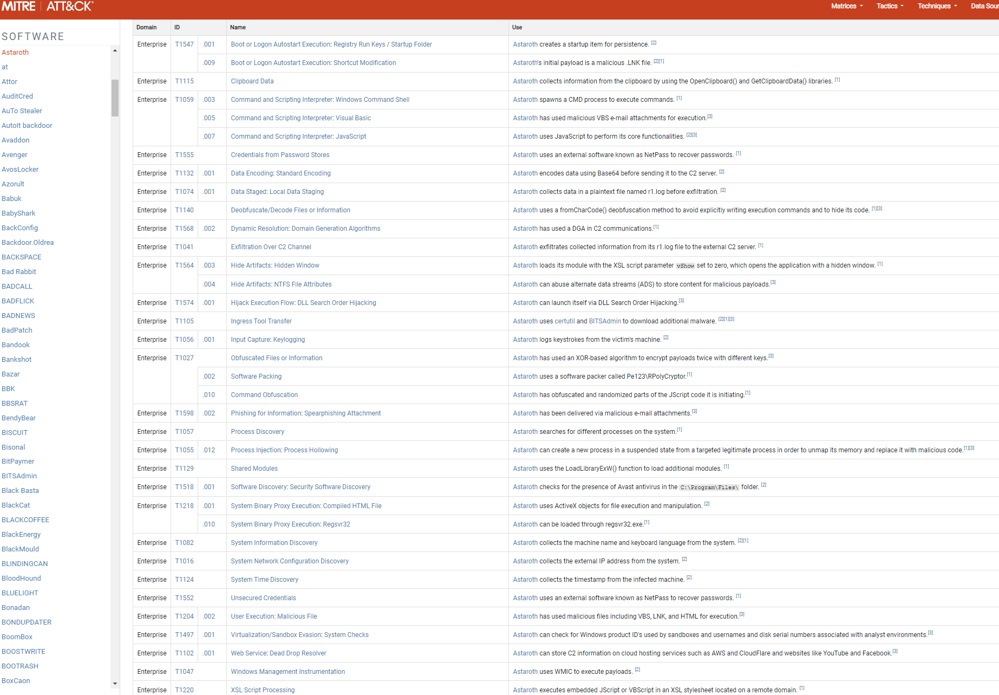 MITRE | ATT&CK®
Matrices
Tactics
Techniques
Data Sour
SOFTWARE
Astaroth
at
Attor
AuditCred
AuTo Stealer
AutoIt backdoor
Avaddon
Avenger
AvosLocker
Azorult
Babuk
BabyShark
BackConfig
Backdoor.Oldrea
BACKSPACE
Bad Rabbit
BADCALL
BADFLICK
BADNEWS
BadPatch
Bandook
Bankshot
Bazar
BBK
BBSRAT
BendyBear
BISCUIT
Bisonal
BitPaymer
BITSAdmin
Black Basta
BlackCat
BLACKCOFFEE
BlackEnergy
BlackMould
BLINDINGCAN
BloodHound
BLUELIGHT
Bonadan
BONDUPDATER
BoomBox
BOOSTWRITE
BOOTRASH
BoxCaon
Domain ID Name Use
Enterprise T1547 .001 Boot or Logon Autostart Execution: Registry Run Keys / Startup Folder Astaroth creates a startup item for persistence. [2]
.009 Boot or Logon Autostart Execution: Shortcut Modification Astaroth's initial payload is a malicious .LNK file. [2][1]
Enterprise T1115 Clipboard Data Astaroth collects information from the clipboard by using the OpenClipboard() and GetClipboardData() libraries. [1]
Enterprise T1059 .003 Command and Scripting Interpreter: Windows Command Shell Astaroth spawns a CMD process to execute commands. [1]
.005 Command and Scripting Interpreter: Visual Basic Astaroth has used malicious VBS e-mail attachments for execution.[3]
.007 Command and Scripting Interpreter: JavaScript Astaroth uses JavaScript to perform its core functionalities. [2][3]
Enterprise T1555 Credentials from Password Stores Astaroth uses an external software known as NetPass to recover passwords. [1]
Enterprise T1132 .001 Data Encoding: Standard Encoding Astaroth encodes data using Base64 before sending it to the C2 server. [2]
Enterprise T1074 .001 Data Staged: Local Data Staging Astaroth collects data in a plaintext file named r1.log before exfiltration. [2]
Enterprise T1140 Deobfuscate/Decode Files or Information Astaroth uses a fromCharCode() deobfuscation method to avoid explicitly writing execution commands and to hide its code. [1][3]
Enterprise T1568 .002 Dynamic Resolution: Domain Generation Algorithms Astaroth has used a DGA in C2 communications.[1]
Enterprise T1041 Exfiltration Over C2 Channel Astaroth exfiltrates collected information from its r1.log file to the external C2 server. [1]
Enterprise T1564 .003 Hide Artifacts: Hidden Window Astaroth loads its module with the XSL script parameter vShow set to zero, which opens the application with a hidden window. [1]
.004 Hide Artifacts: NTFS File Attributes Astaroth can abuse alternate data streams (ADS) to store content for malicious payloads.[3]
Enterprise T1574 .001 Hijack Execution Flow: DLL Search Order Hijacking Astaroth can launch itself via DLL Search Order Hijacking.[3]
Enterprise T1105 Ingress Tool Transfer Astaroth uses certutil and BITSAdmin to download additional malware. [2][1][3]
Enterprise T1056 .001 Input Capture: Keylogging Astaroth logs keystrokes from the victim's machine. [2]
Enterprise T1027 Obfuscated Files or Information Astaroth has used an XOR-based algorithm to encrypt payloads twice with different keys.[3]
.002 Software Packing Astaroth uses a software packer called Pe123\RPolyCryptor.[1]
.010 Command Obfuscation Astaroth has obfuscated and randomized parts of the JScript code it is initiating.[1]
Enterprise T1598 .002 Phishing for Information: Spearphishing Attachment Astaroth has been delivered via malicious e-mail attachments.[3]
Enterprise T1057 Process Discovery Astaroth searches for different processes on the system.[1]
Enterprise T1055 .012 Process Injection: Process Hollowing Astaroth can create a new process in a suspended state from a targeted legitimate process in order to unmap its memory and replace it with malicious code.[1][3]
Enterprise T1129 Shared Modules Astaroth uses the LoadLibraryExW() function to load additional modules. [1]
Enterprise T1518 .001 Software Discovery: Security Software Discovery Astaroth checks for the presence of Avast antivirus in the C:\Program\Files\ folder. [2]
Enterprise T1218 .001 System Binary Proxy Execution: Compiled HTML File Astaroth uses ActiveX objects for file execution and manipulation. [2]
.010 System Binary Proxy Execution: Regsvr32 Astaroth can be loaded through regsvr32.exe.[1]
Enterprise T1082 System Information Discovery Astaroth collects the machine name and keyboard language from the system. [2][1]
Enterprise T1016 System Network Configuration Discovery Astaroth collects the external IP address from the system. [2]
Enterprise T1124 System Time Discovery Astaroth collects the timestamp from the infected machine. [2]
Enterprise T1552 Unsecured Credentials Astaroth uses an external software known as NetPass to recover passwords. [1]
Enterprise T1204 .002 User Execution: Malicious File Astaroth has used malicious files including VBS, LNK, and HTML for execution.[3]
Enterprise T1497 .001 Virtualization/Sandbox Evasion: System Checks Astaroth can check for Windows product ID's used by sandboxes and usernames and disk serial numbers associated with analyst environments.[3]
Enterprise T1102 .001 Web Service: Dead Drop Resolver Astaroth can store C2 information on cloud hosting services such as AWS and CloudFlare and websites like YouTube and Facebook.[3]
Enterprise T1047 Windows Management Instrumentation Astaroth uses WMIC to execute payloads. [2]
Enterprise T1220 XSL Script Processing Astaroth executes embedded JScript or VBScript in an XSL stylesheet located on a remote domain. [1]